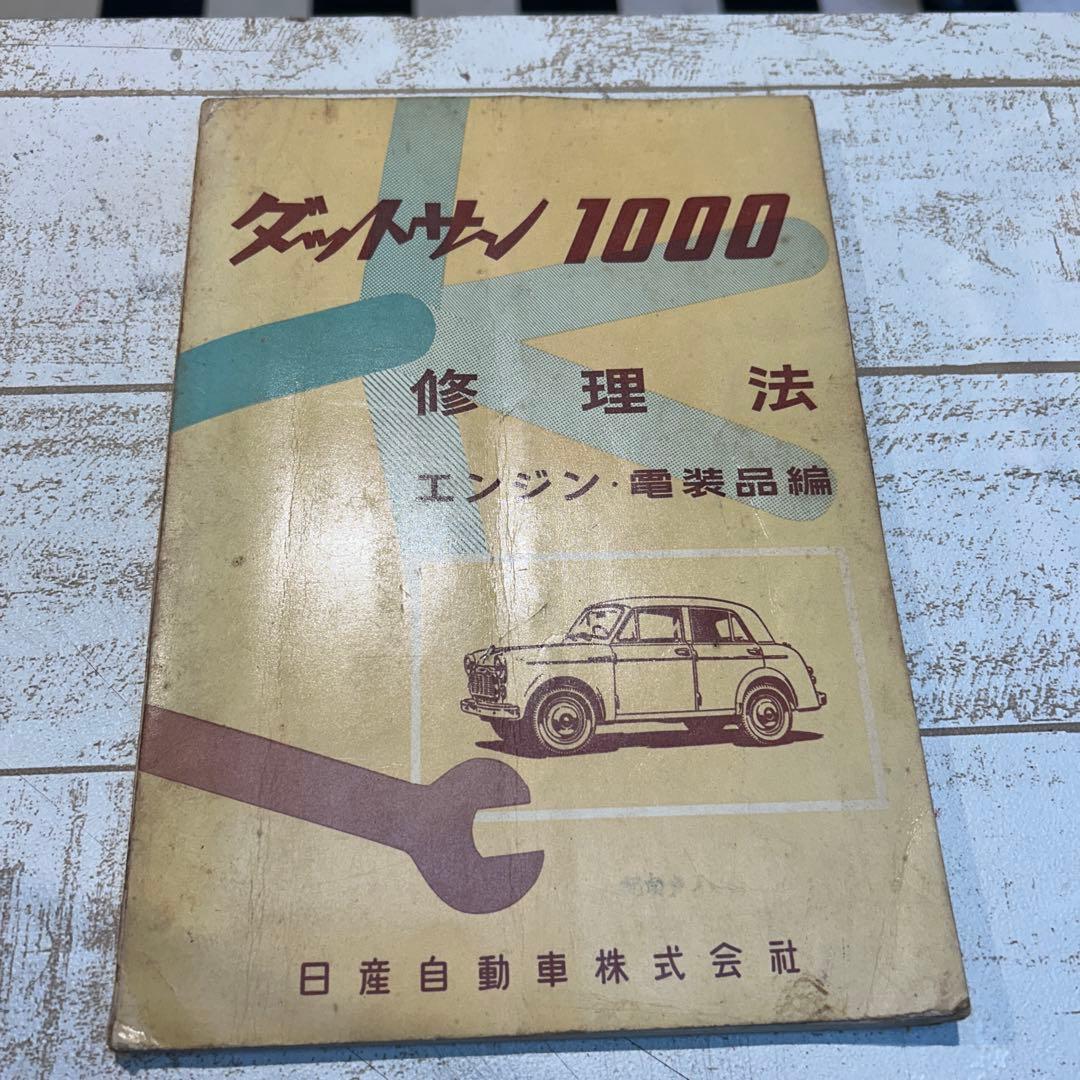 ダットサン 1000
修理法
エンジン・電装品編
日産自動車株式会社